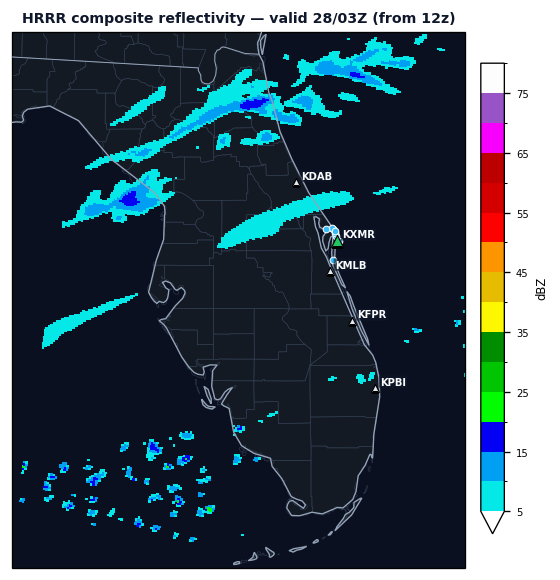 HRRR composite reflectivity — valid 28/03Z (from 12z)
KDAB
KXMR
KMLB
KFPR
KPBI
75
65
55
45
35
25
15
5
dBZ